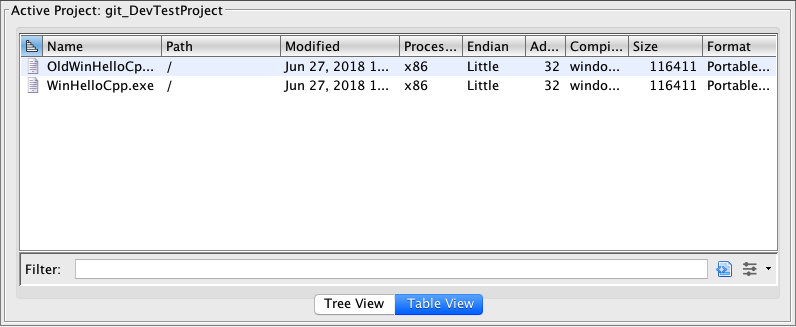 Active Project: git_DevTestProject
Name Path Modified Proces... Endian Ad... Compi... Size Format
OldWinHelloCp... / Jun 27, 2018 1... x86 Little 32 windo... 116411 Portable...
WinHelloCpp.exe / Jun 27, 2018 1... x86 Little 32 windo... 116411 Portable...
Filter:
Tree View Table View